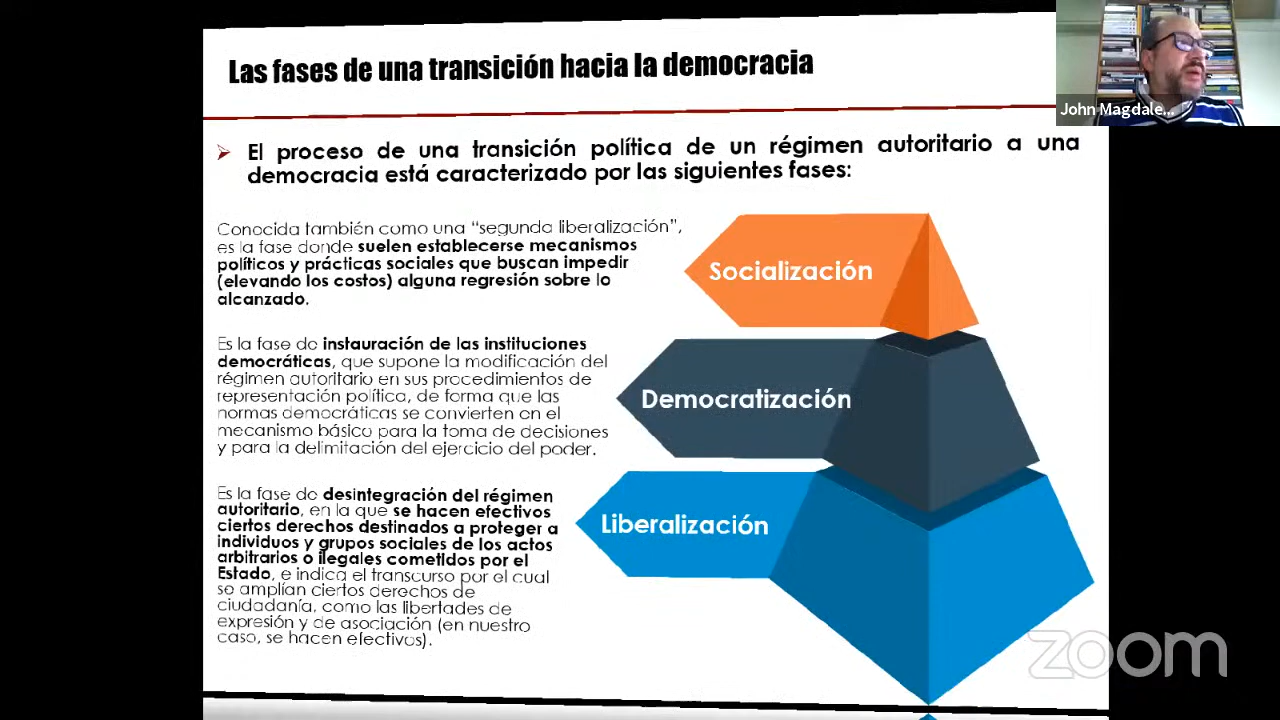 Las fases de una transición hacia la democracia
John Magdale...
El proceso de una transición política de un régimen autoritario a una
democracia está caracterizado por las siguientes fases:
Conocida también como una “segunda liberalización”,
es la fase donde suelen establecerse mecanismos
políticos y prácticas sociales que buscan impedir
(elevando los costos) alguna regresión sobre lo
alcanzado.
Socialización
Es la fase de instauración de las instituciones
democráticas, que supone la modificación del
régimen autoritario en sus procedimientos de
representación política, de forma que las
normas democráticas se convierten en el
mecanismo básico para la toma de decisiones
y para la delimitación del ejercicio del poder.
Democratización
Es la fase de desintegración del régimen
autoritario, en la que se hacen efectivos
ciertos derechos destinados a proteger a
individuos y grupos sociales de los actos
arbitrarios o ilegales cometidos por el
Estado, e indica el transcurso por el cual
se amplían ciertos derechos de
ciudadanía, como las libertades de
expresión y de asociación (en nuestro
caso, se hacen efectivos).
Liberalización
zoom